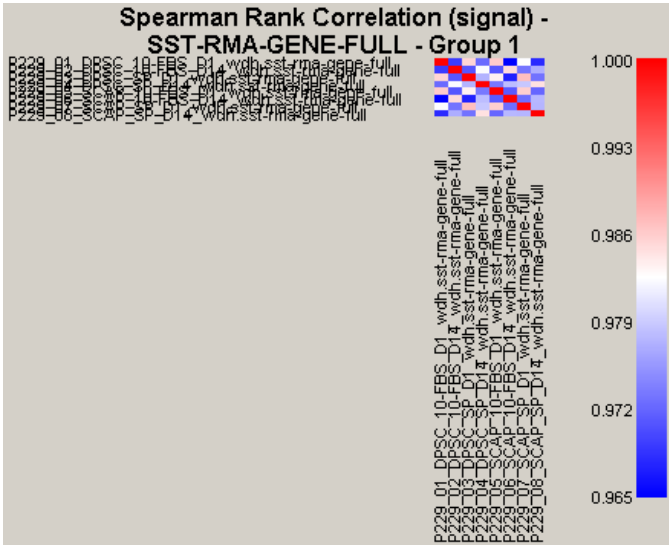 Spearman Rank Correlation (signal) -
SST-RMA-GENE-FULL - Group 1
P229_01_DPSC_10-FBS_D1_wdh.sst-rma-gene-full
P229_08_SCAP_SP_D14_wdh.sst-rma-gene-full
1.000
0.993
0.986
0.979
0.972
0.965
P229_01_DPSC_10-FBS_D1_wdh.sst-rma-gene-full
P229_02_DPSC_10-FBS_D14_wdh.sst-rma-gene-full
P229_03_DPSC_SP_D1_wdh.sst-rma-gene-full
P229_04_DPSC_SP_D14_wdh.sst-rma-gene-full
P229_05_SCAP_10-FBS_D1_wdh.sst-rma-gene-full
P229_06_SCAP_10-FBS_D14_wdh.sst-rma-gene-full
P229_07_SCAP_SP_D1_wdh.sst-rma-gene-full
P229_08_SCAP_SP_D14_wdh.sst-rma-gene-full